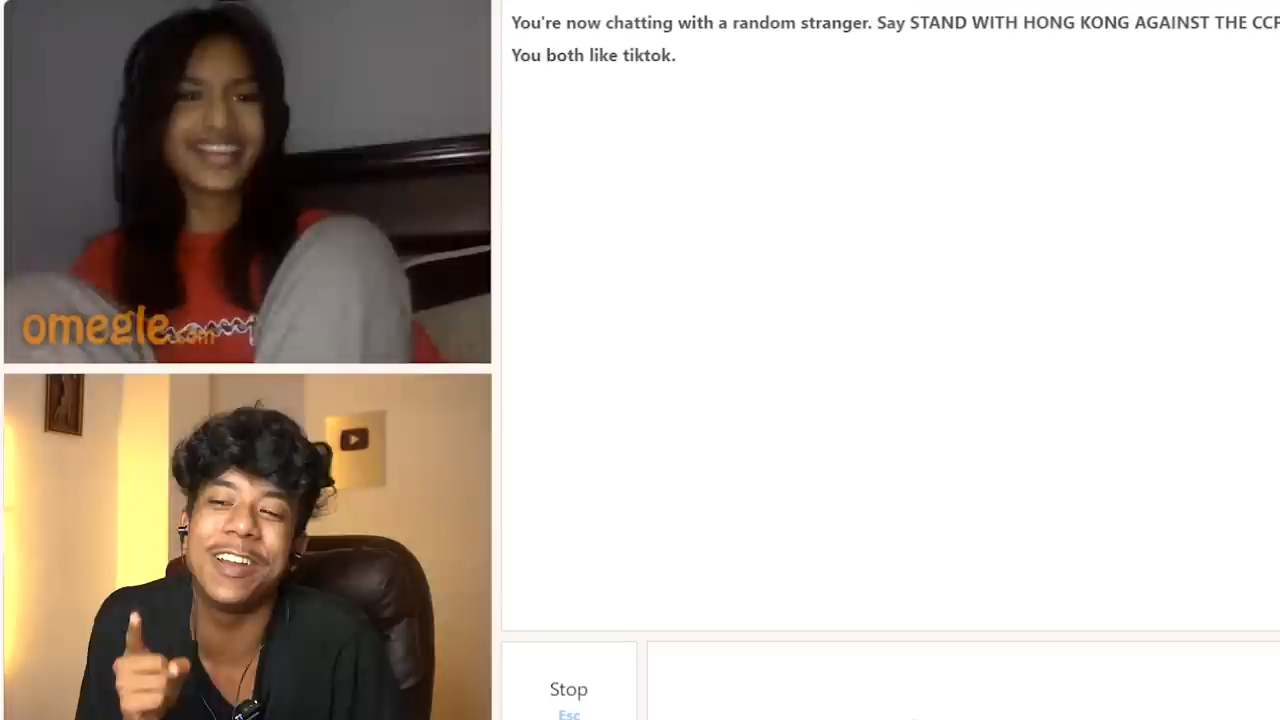 You're now chatting with a random stranger. Say STAND WITH HONG KONG AGAINST THE CCP
You both like tiktok.
omegle.com
Stop
Esc